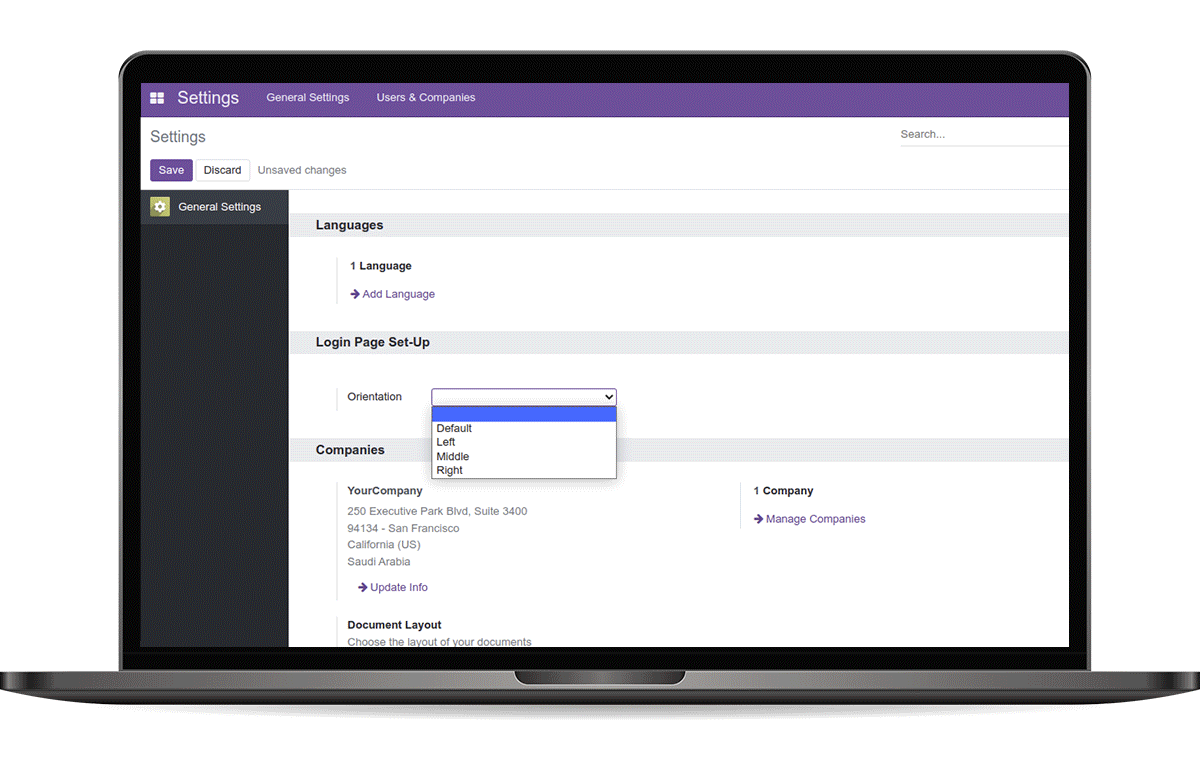 Settings General Settings Users & Companies
Settings
Search...
Save Discard Unsaved changes
General Settings
Languages
1 Language
Add Language
Login Page Set-Up
Orientation
Default
Left
Middle
Right
Companies
YourCompany
250 Executive Park Blvd, Suite 3400
94134 - San Francisco
California (US)
Saudi Arabia
Update Info
1 Company
Manage Companies
Document Layout
Choose the layout of your documents